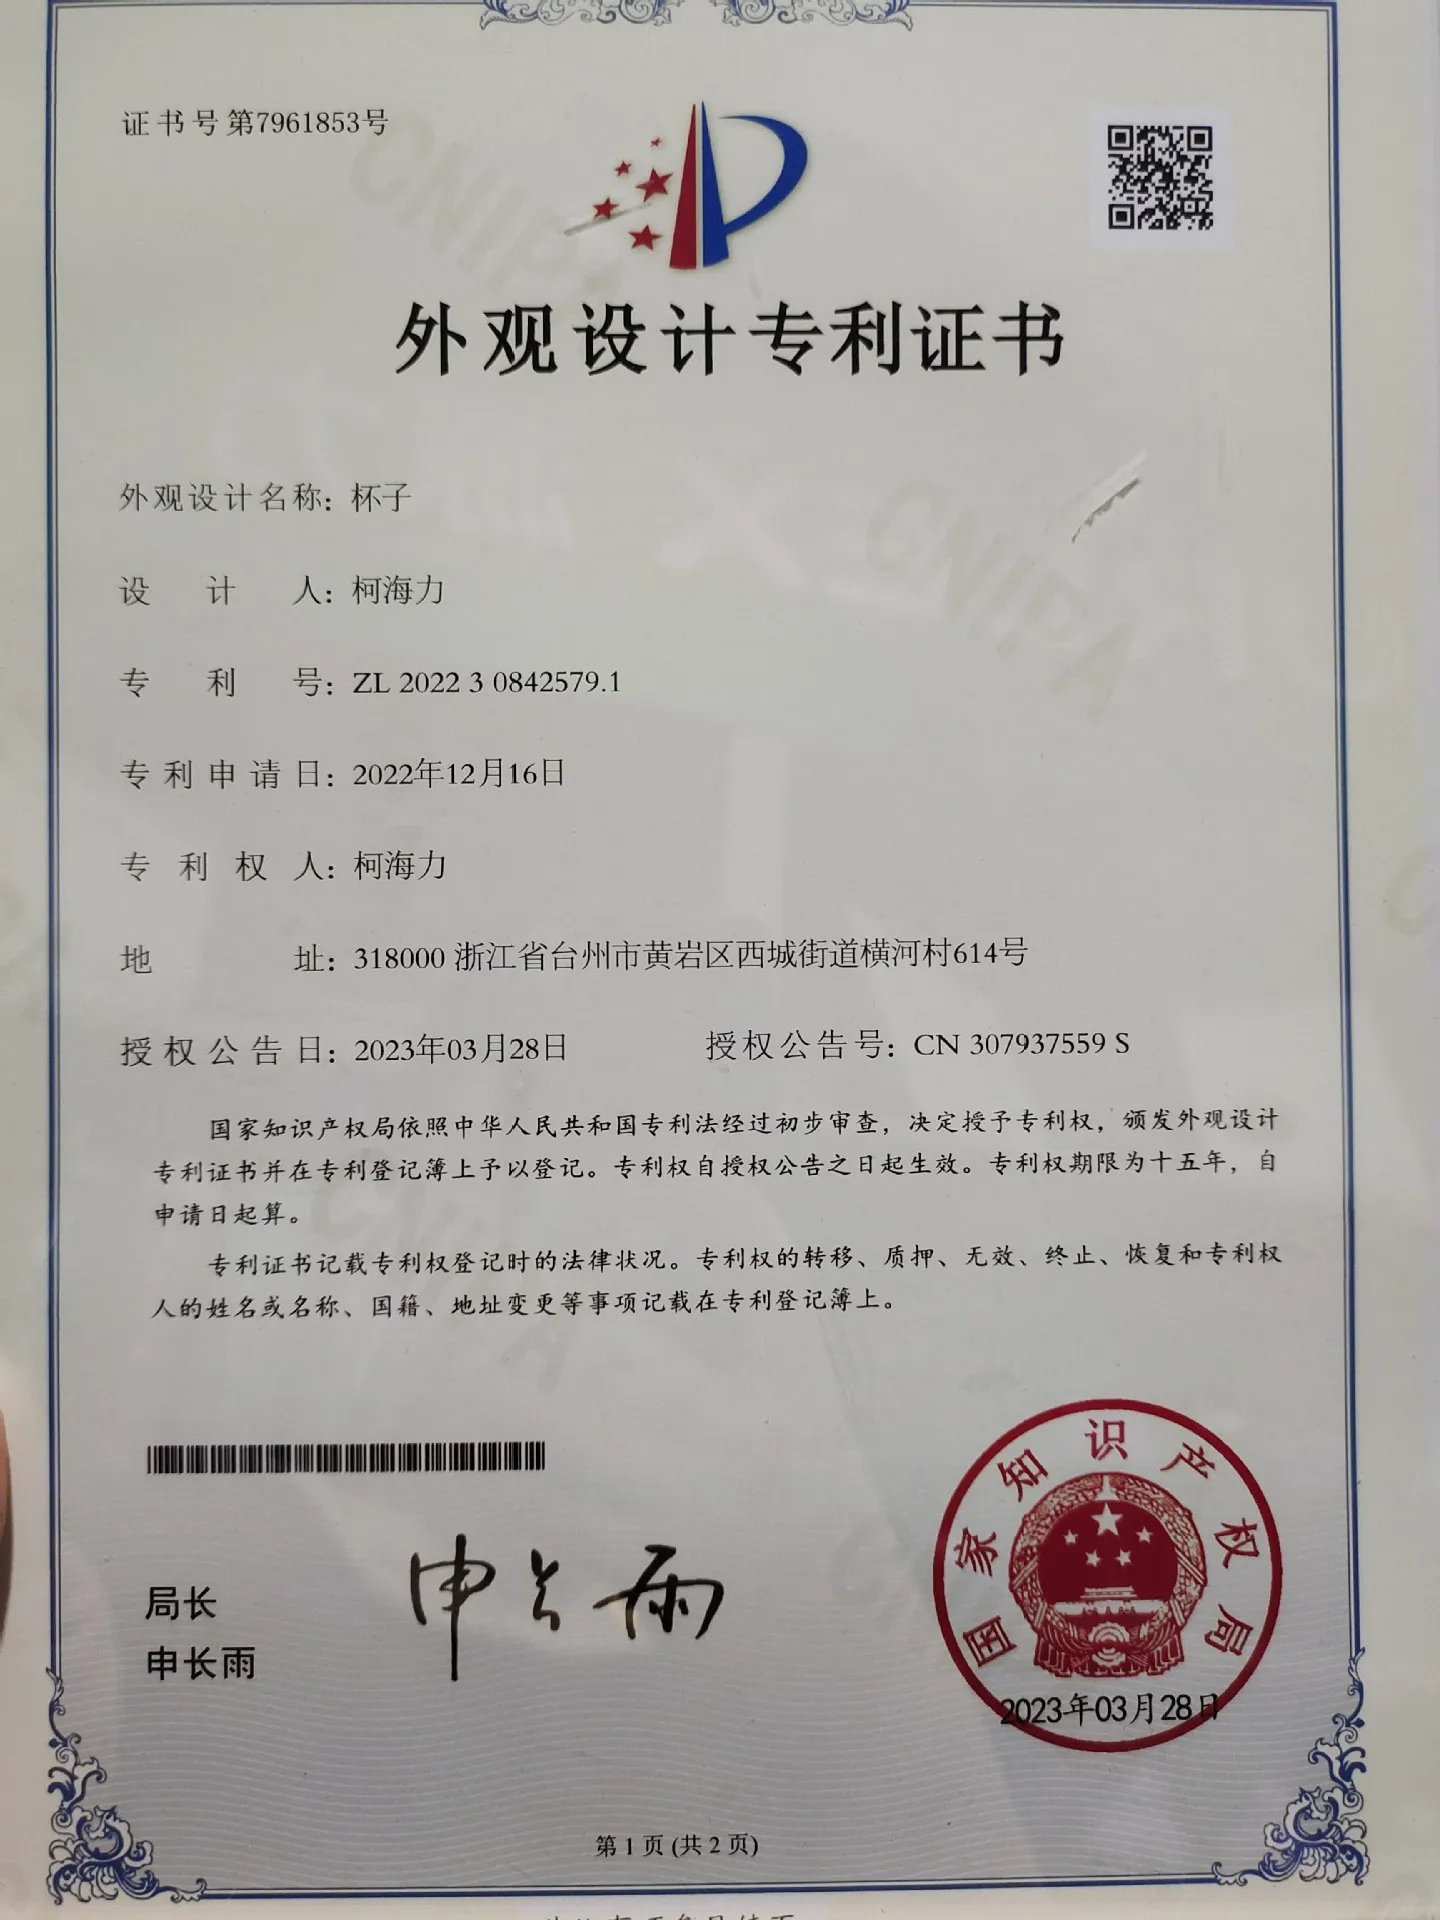 证书号第7961853号
外观设计专利证书
外观设计名称：杯子
设计人：柯海力
专利号：ZL 2022 3 0842579.1
专利申请日：2022年12月16日
专利权人：柯海力
地址：318000 浙江省台州市黄岩区西城街道横河村614号
授权公告日：2023年03月28日 授权公告号：CN 307937559 S
国家知识产权局依照中华人民共和国专利法经过初步审查，决定授予专利权，颁发外观设计
专利证书并在专利登记簿上予以登记。专利权自授权公告之日起生效。专利权期限为十五年，自
申请日起算。
专利证书记载专利权登记时的法律状况。专利权的转移、质押、无效、终止、恢复和专利权
人的姓名或名称、国籍、地址变更等事项记载在专利登记簿上。
局长
申长雨
申长雨
国家知识产权局
2023年03月28日
第 1 页 (共 2 页)
CNIPA
CNIPA
CNIPA